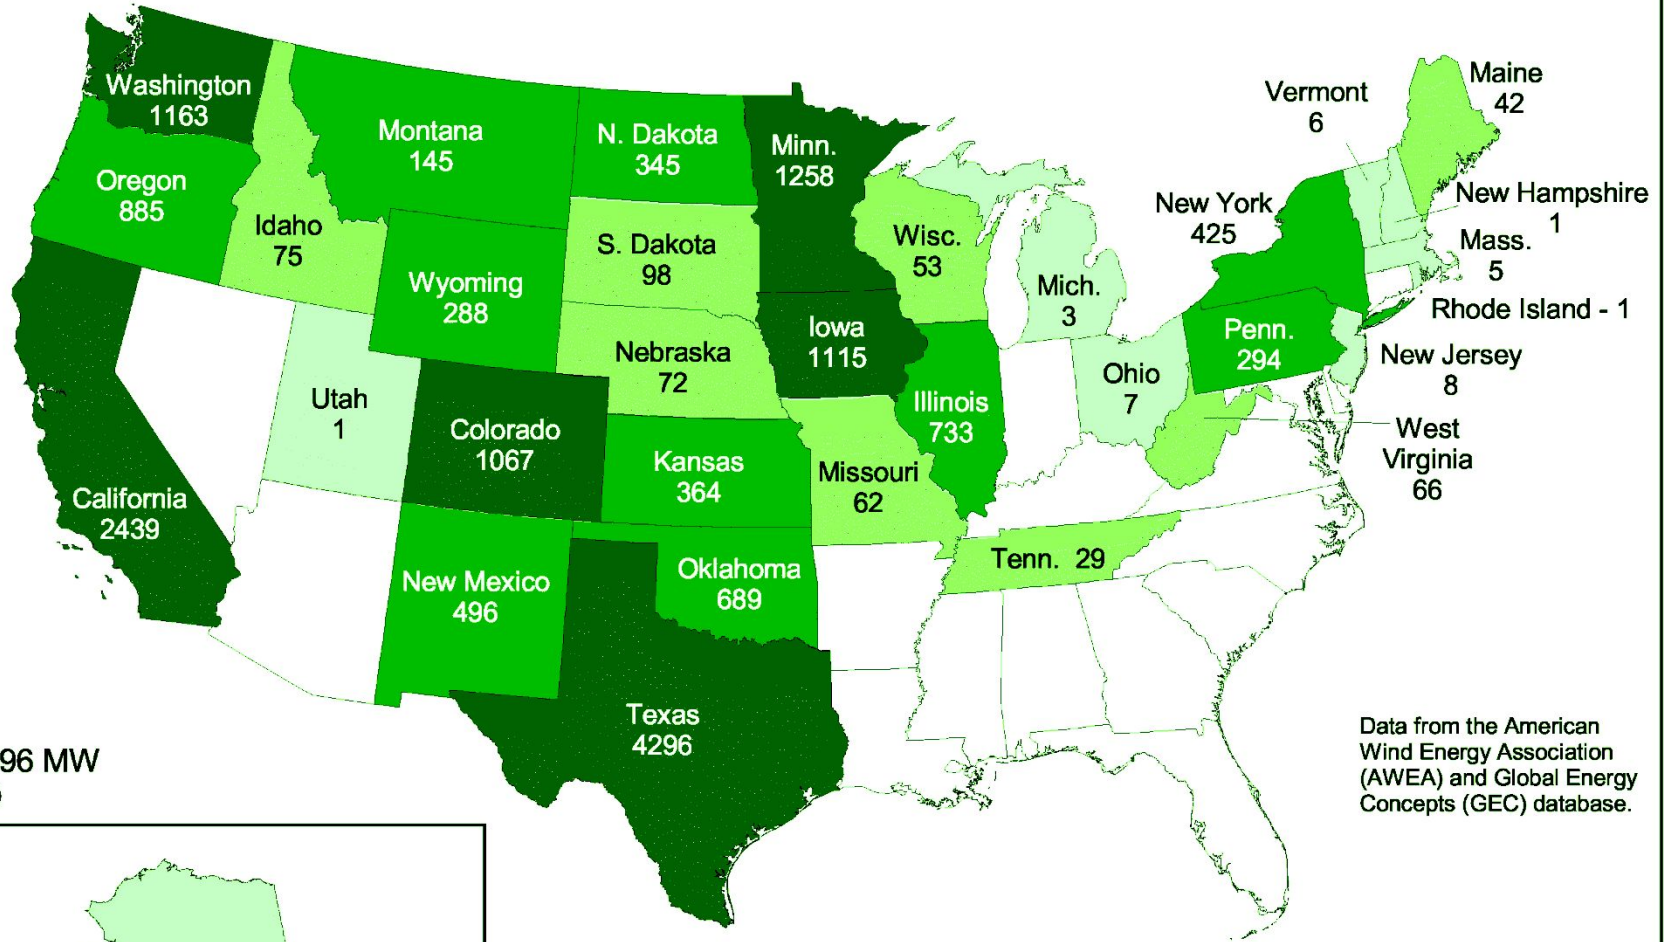 Washington
1163
Oregon
885
California
2439
Idaho
75
Montana
145
Wyoming
288
Utah
1
Colorado
1067
New Mexico
496
N. Dakota
345
S. Dakota
98
Nebraska
72
Kansas
364
Oklahoma
689
Texas
4296
Minn.
1258
Iowa
1115
Missouri
62
Wisc.
53
Illinois
733
Mich.
3
Ohio
7
Tenn. 29
Penn.
294
New York
425
Vermont
6
Maine
42
New Hampshire
1
Mass.
5
Rhode Island - 1
New Jersey
8
West
Virginia
66
96 MW
Data from the American
Wind Energy Association
(AWEA) and Global Energy
Concepts (GEC) database.